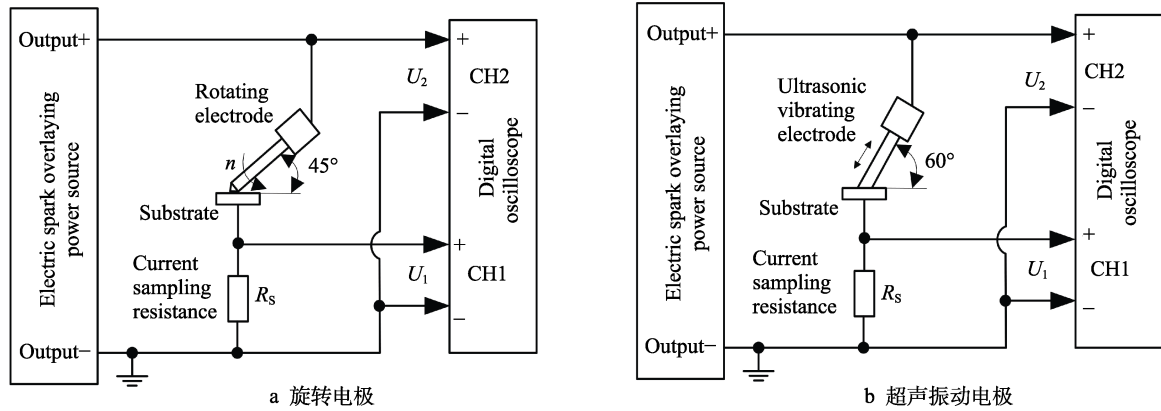 Output+
Electric spark overlaying
power source
Output−
Rotating
electrode
n
45°
Substrate
Current
sampling
resistance
RS
U2
U1
+
CH2
−
Digital
oscilloscope
+
CH1
−
a 旋转电极
Output+
Electric spark overlaying
power source
Output−
Ultrasonic
vibrating
electrode
60°
Substrate
Current
sampling
resistance
RS
U2
U1
+
CH2
−
Digital
oscilloscope
+
CH1
−
b 超声振动电极